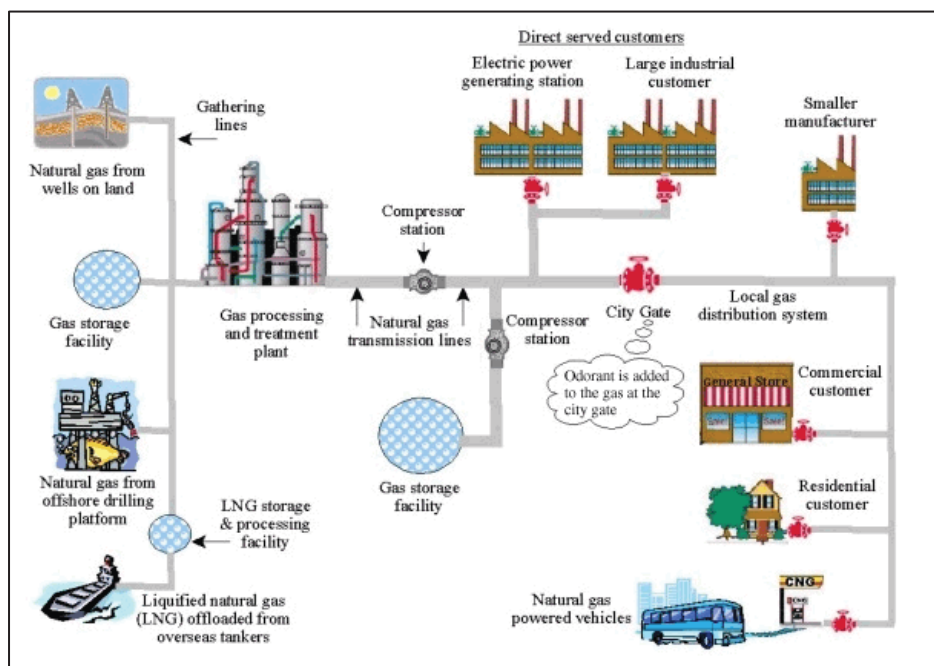 Direct served customers
Electric power
generating station
Large industrial
customer
Smaller
manufacturer
Gathering
lines
Natural gas from
wells on land
Compressor
station
Gas storage
facility
Gas processing
and treatment
plant
Natural gas
transmission lines
Compressor
station
City Gate
Local gas
distribution system
Odorant is added
to the gas at the
city gate
General Store
Commercial
customer
Natural gas from
offshore drilling
platform
LNG storage
& processing
facility
Gas storage
facility
Residential
customer
Liquified natural gas
(LNG) offloaded from
overseas tankers
Natural gas
powered vehicles
CNG